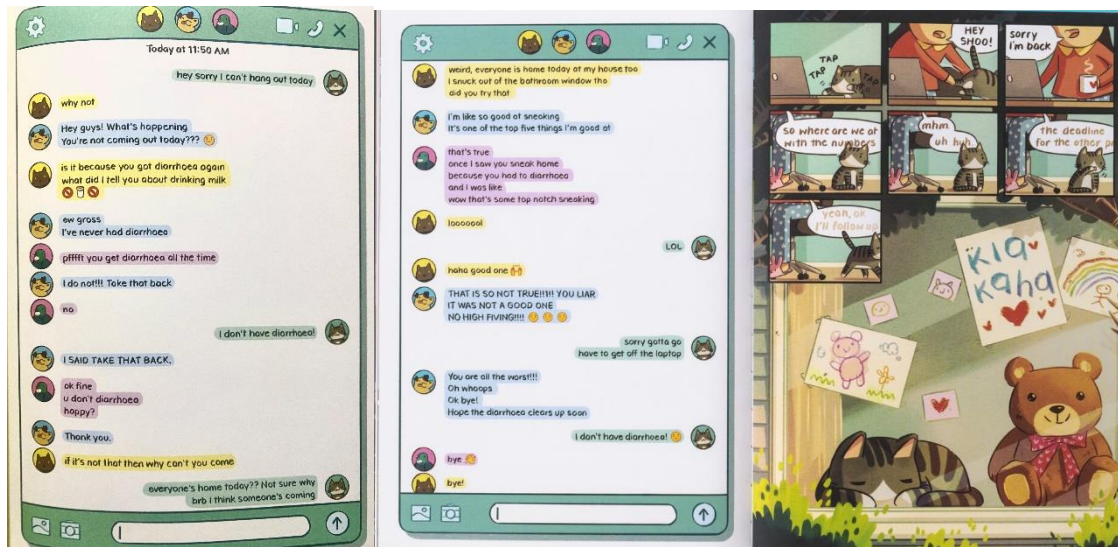 Today at 11:50 AM
hey sorry I can't hang out today
why not
Hey guys! What's happening
You're not coming out today??? 🙁
is it because you got diarrhoea again
what did I tell you about drinking milk
🚫🥛🚫
ew gross
I've never had diarrhoea
pfffft you get diarrhoea all the time
I do not!!! Take that back
no
I don't have diarrhoea!
I SAID TAKE THAT BACK.
ok fine
u don't diarrhoea
happy?
Thank you.
if it's not that then why can't you come
everyone's home today?? Not sure why
brb I think someone's coming
weird, everyone is home today at my house too
I snuck out of the bathroom window tho
did you try that
I'm like so good at sneaking
It's one of the top five things I'm good at
that's true
once I saw you sneak home
because you had to diarrhoea
and I was like
wow that's some top notch sneaking
looooool
LOL
haha good one 🙌
THAT IS SO NOT TRUE!!1!! YOU LIAR
IT WAS NOT A GOOD ONE
NO HIGH FIVING!!!!
sorry gotta go
have to get off the laptop
You are all the worst!!!
Oh whoops
Ok bye!
Hope the diarrhoea clears up soon
I don't have diarrhoea!
bye 👋
bye!
TAP
TAP
TAP
HEY
SHOO!
sorry
I'm back
so where are we at
with the numbers
mhm
uh huh
the deadline
for the other
yeah, ok
I'll follow up
Kia
Kaha